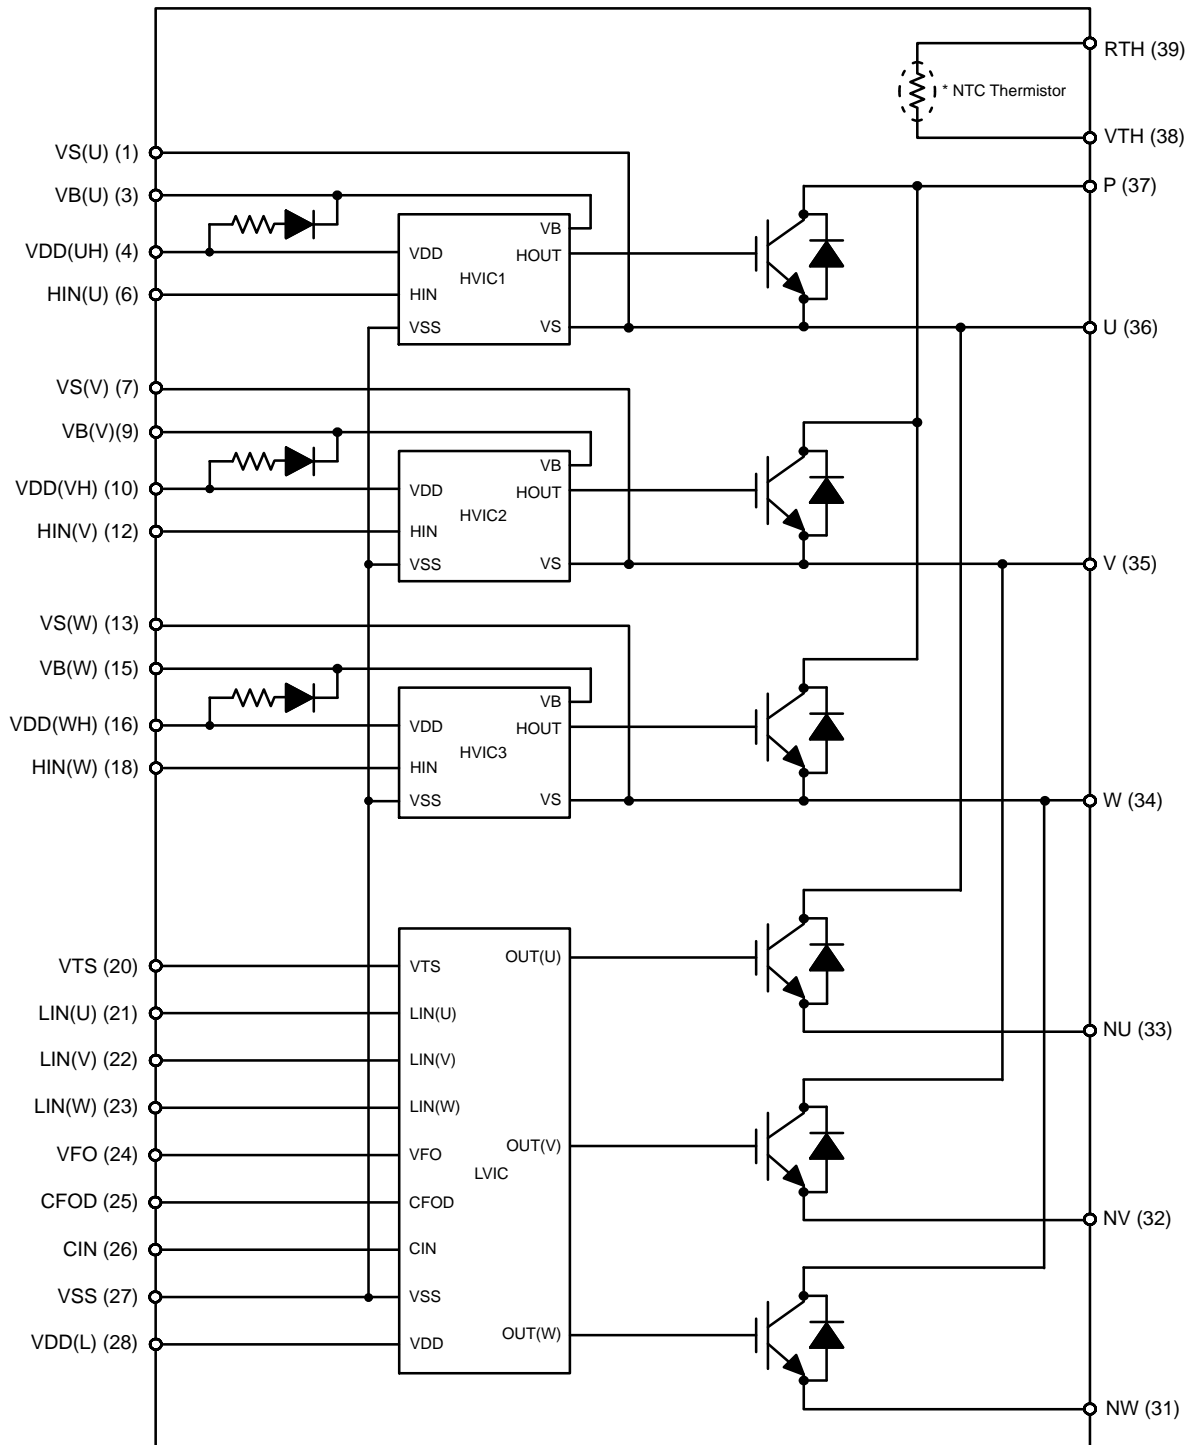 RTH (39)
* NTC Thermistor
VTH (38)
P (37)
U (36)
V (35)
W (34)
NU (33)
NV (32)
NW (31)
VS(U) (1)
VB(U) (3)
VDD(UH) (4)
HIN(U) (6)
VS(V) (7)
VB(V)(9)
VDD(VH) (10)
HIN(V) (12)
VS(W) (13)
VB(W) (15)
VDD(WH) (16)
HIN(W) (18)
VTS (20)
LIN(U) (21)
LIN(V) (22)
LIN(W) (23)
VFO (24)
CFOD (25)
CIN (26)
VSS (27)
VDD(L) (28)
VB
VDD
HOUT
HVIC1
HIN
VSS
VS
VB
VDD
HOUT
HVIC2
HIN
VSS
VS
VB
VDD
HOUT
HVIC3
HIN
VSS
VS
VTS
OUT(U)
LIN(U)
LIN(V)
LIN(W)
OUT(V)
VFO
LVIC
CFOD
CIN
VSS
OUT(W)
VDD